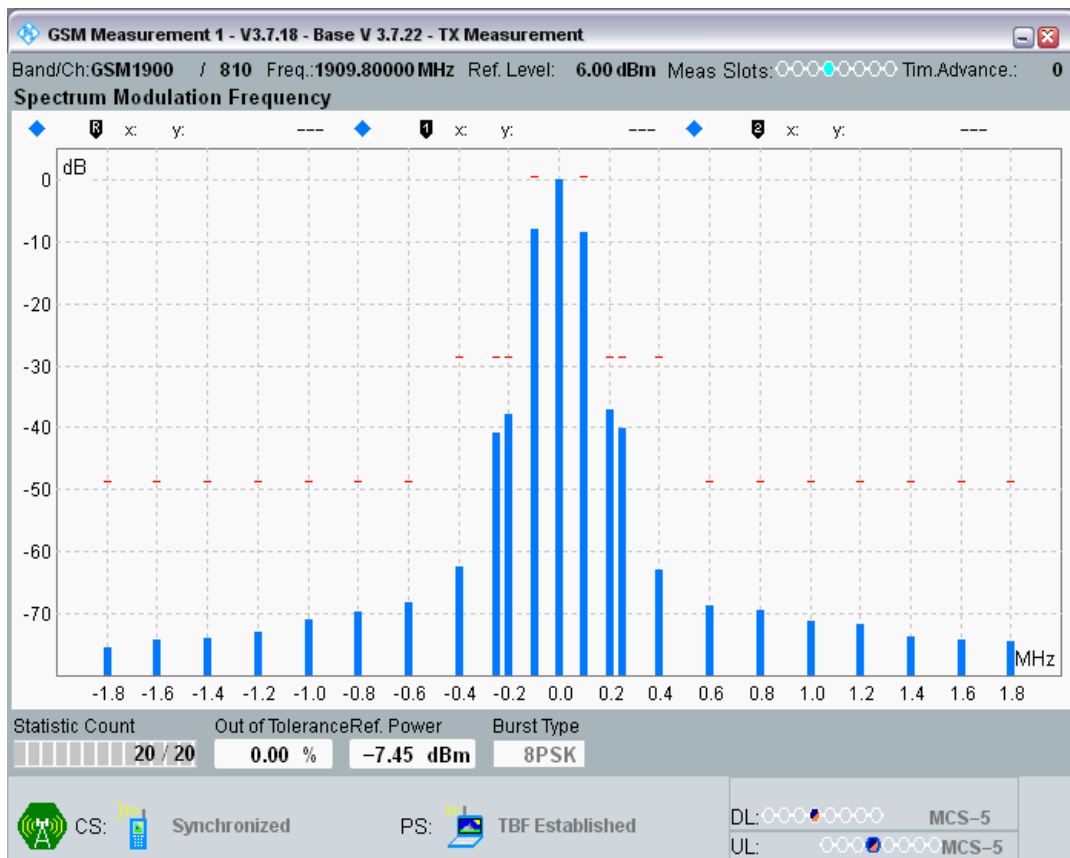 GSM Measurement 1 - V3.7.18 - Base V 3.7.22 - TX Measurement
Band/Ch:GSM1900 / 810 Freq.:1909.80000 MHz Ref. Level: 6.00 dBm Meas Slots: Tim.Advance.: 0
Spectrum Modulation Frequency
R x: y: --- 1 x: y: --- 2 x: y: ---
dB
0
-10
-20
-30
-40
-50
-60
-70
MHz
-1.8 -1.6 -1.4 -1.2 -1.0 -0.8 -0.6 -0.4 -0.2 0.0 0.2 0.4 0.6 0.8 1.0 1.2 1.4 1.6 1.8
Statistic Count Out of Tolerance Ref. Power Burst Type
20 / 20 0.00 % −7.45 dBm 8PSK
CS: Synchronized PS: TBF Established
DL: MCS−5
UL: MCS−5